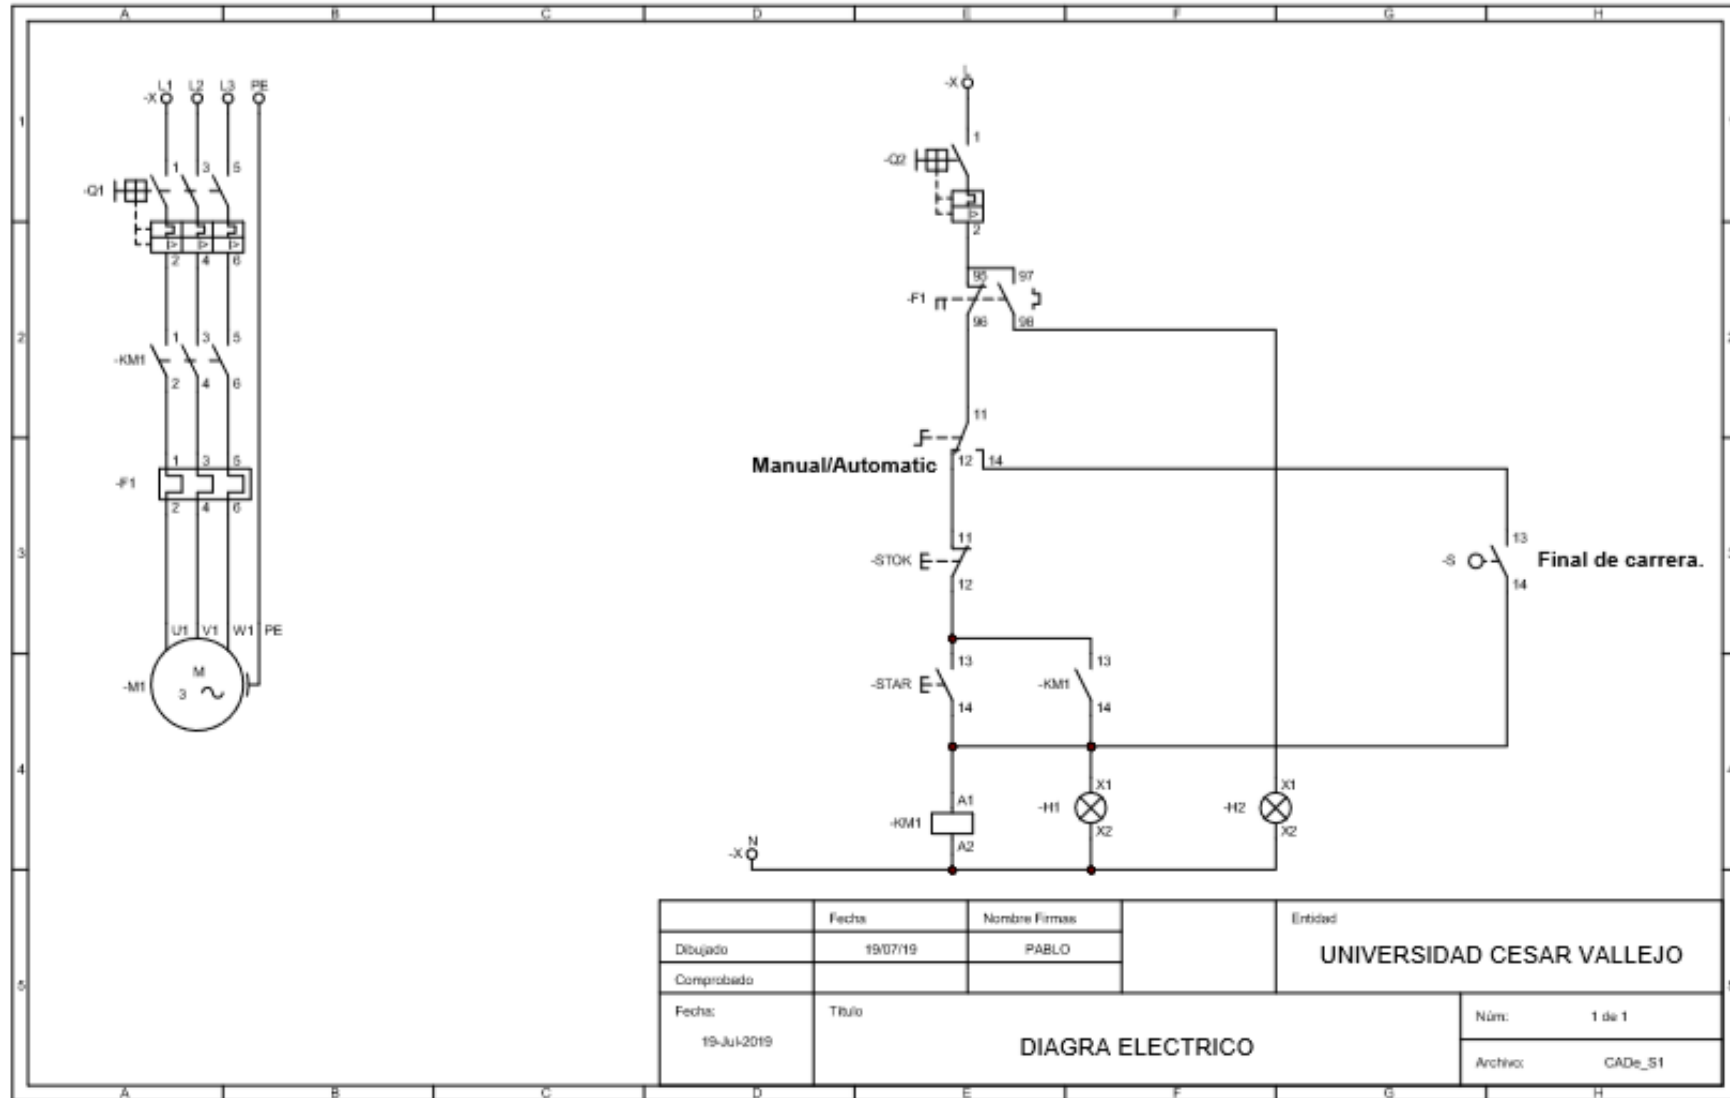 A B C D E F G H
1
2
3
4
5
L1 L2 L3 PE
-X
1 3 5
-Q1
2 4 6
1 3 5
-KM1
2 4 6
1 3 5
-F1
2 4 6
U1 V1 W1 PE
M
3
-M1
L
-X
1
-Q2
2
95 97
-F1
96 98
11
Manual/Automatic
12 14
11
-STOK
12
13
-S
Final de carrera.
14
13 13
-STAR -KM1
14 14
A1 X1 X1
-KM1 -H1 -H2
A2 X2 X2
N
-X
Fecha Nombre Firmas Entidad
Dibujado 19/07/19 PABLO
UNIVERSIDAD CESAR VALLEJO
Comprobado
Fecha: Título
19-Jul-2019
DIAGRA ELECTRICO
Núm: 1 de 1
Archivo: CADe_S1
A B C D E F G H